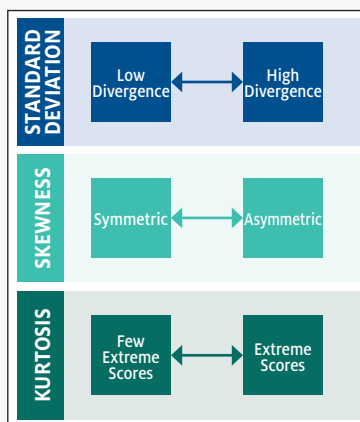 STANDARD
DEVIATION
Low
Divergence
High
Divergence
SKEWNESS
Symmetric
Asymmetric
KURTOSIS
Few
Extreme
Scores
Extreme
Scores